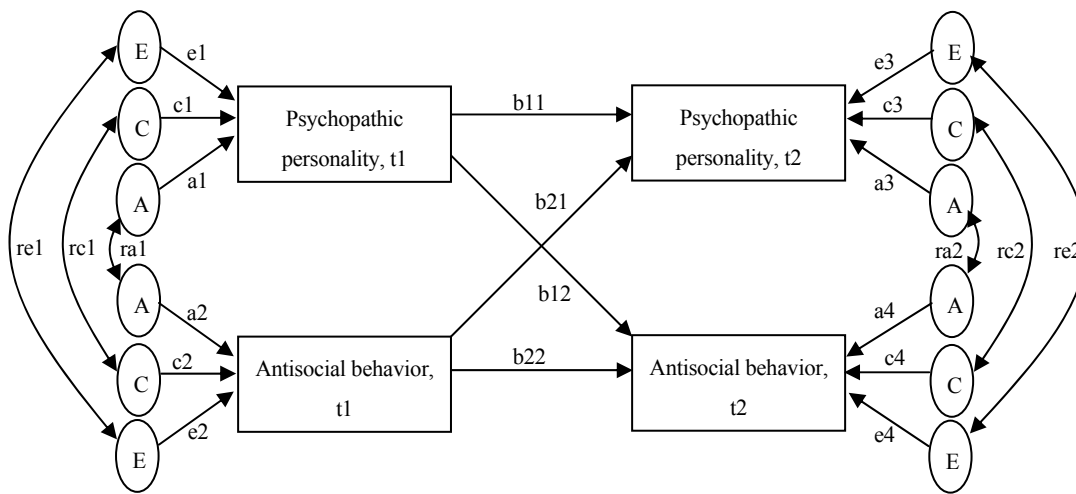 E
e1
c1
C
Psychopathic
personality, t1
a1
A
b11
b21
b12
Psychopathic
personality, t2
e3
E
c3
C
a3
A
re1
rc1
ra1
ra2
rc2
re2
A
a2
c2
C
Antisocial behavior,
t1
e2
E
b22
Antisocial behavior,
t2
a4
A
c4
C
e4
E